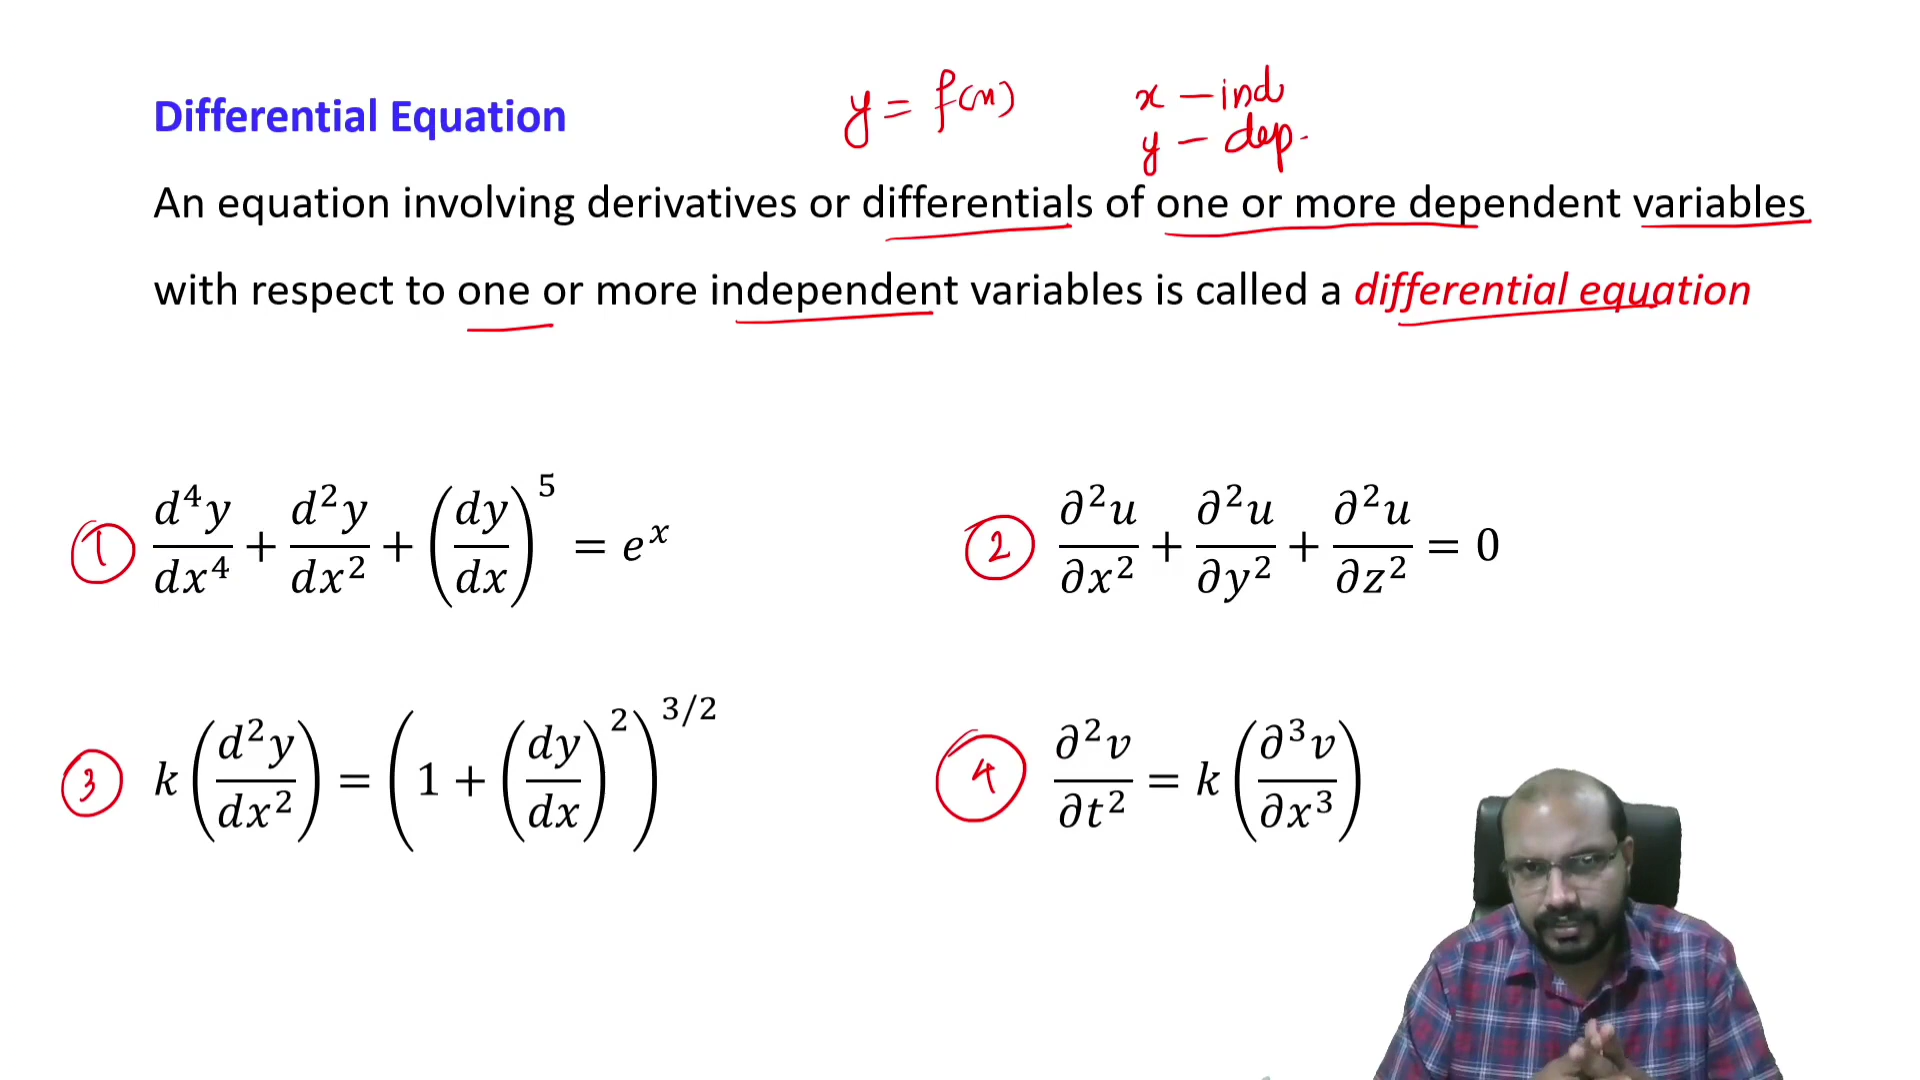 y = f(x)
x – ind
y – dep.
Differential Equation
An equation involving derivatives or differentials of one or more dependent variables
with respect to one or more independent variables is called a differential equation
① d⁴y/dx⁴ + d²y/dx² + (dy/dx)⁵ = eˣ
② ∂²u/∂x² + ∂²u/∂y² + ∂²u/∂z² = 0
③ k(d²y/dx²) = (1 + (dy/dx)²)^3/2
④ ∂²v/∂t² = k(∂³v/∂x³)